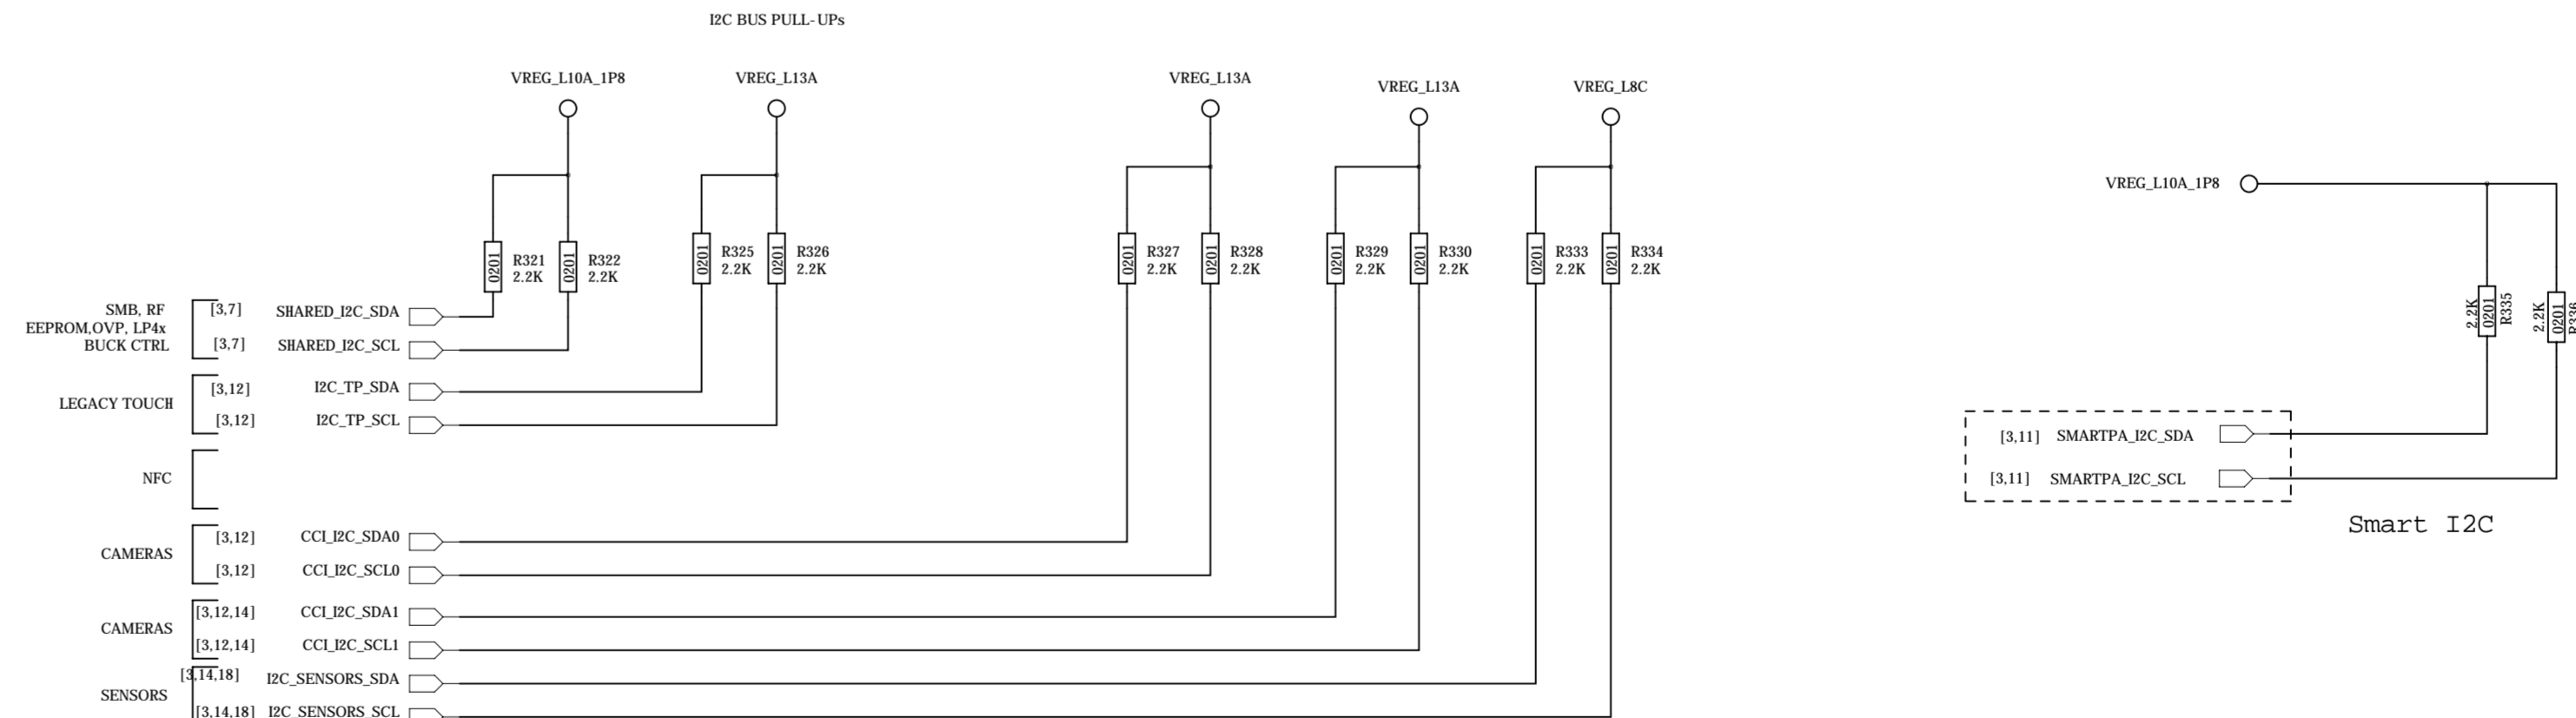 I2C BUS PULL-UPs
VREG_L10A_1P8
VREG_L13A
VREG_L13A
VREG_L13A
VREG_L8C
VREG_L10A_1P8
0201
R321
2.2K
0201
R322
2.2K
0201
R325
2.2K
0201
R326
2.2K
0201
R327
2.2K
0201
R328
2.2K
0201
R329
2.2K
0201
R330
2.2K
0201
R333
2.2K
0201
R334
2.2K
2.2K
0201
R335
2.2K
0201
R336
SMB, RF
EEPROM,OVP, LP4x
BUCK CTRL
[3,7] SHARED_I2C_SDA
[3,7] SHARED_I2C_SCL
LEGACY TOUCH
[3,12] I2C_TP_SDA
[3,12] I2C_TP_SCL
NFC
CAMERAS
[3,12] CCI_I2C_SDA0
[3,12] CCI_I2C_SCL0
CAMERAS
[3,12,14] CCI_I2C_SDA1
[3,12,14] CCI_I2C_SCL1
SENSORS
[3,14,18] I2C_SENSORS_SDA
[3,14,18] I2C_SENSORS_SCL
[3,11] SMARTPA_I2C_SDA
[3,11] SMARTPA_I2C_SCL
Smart I2C